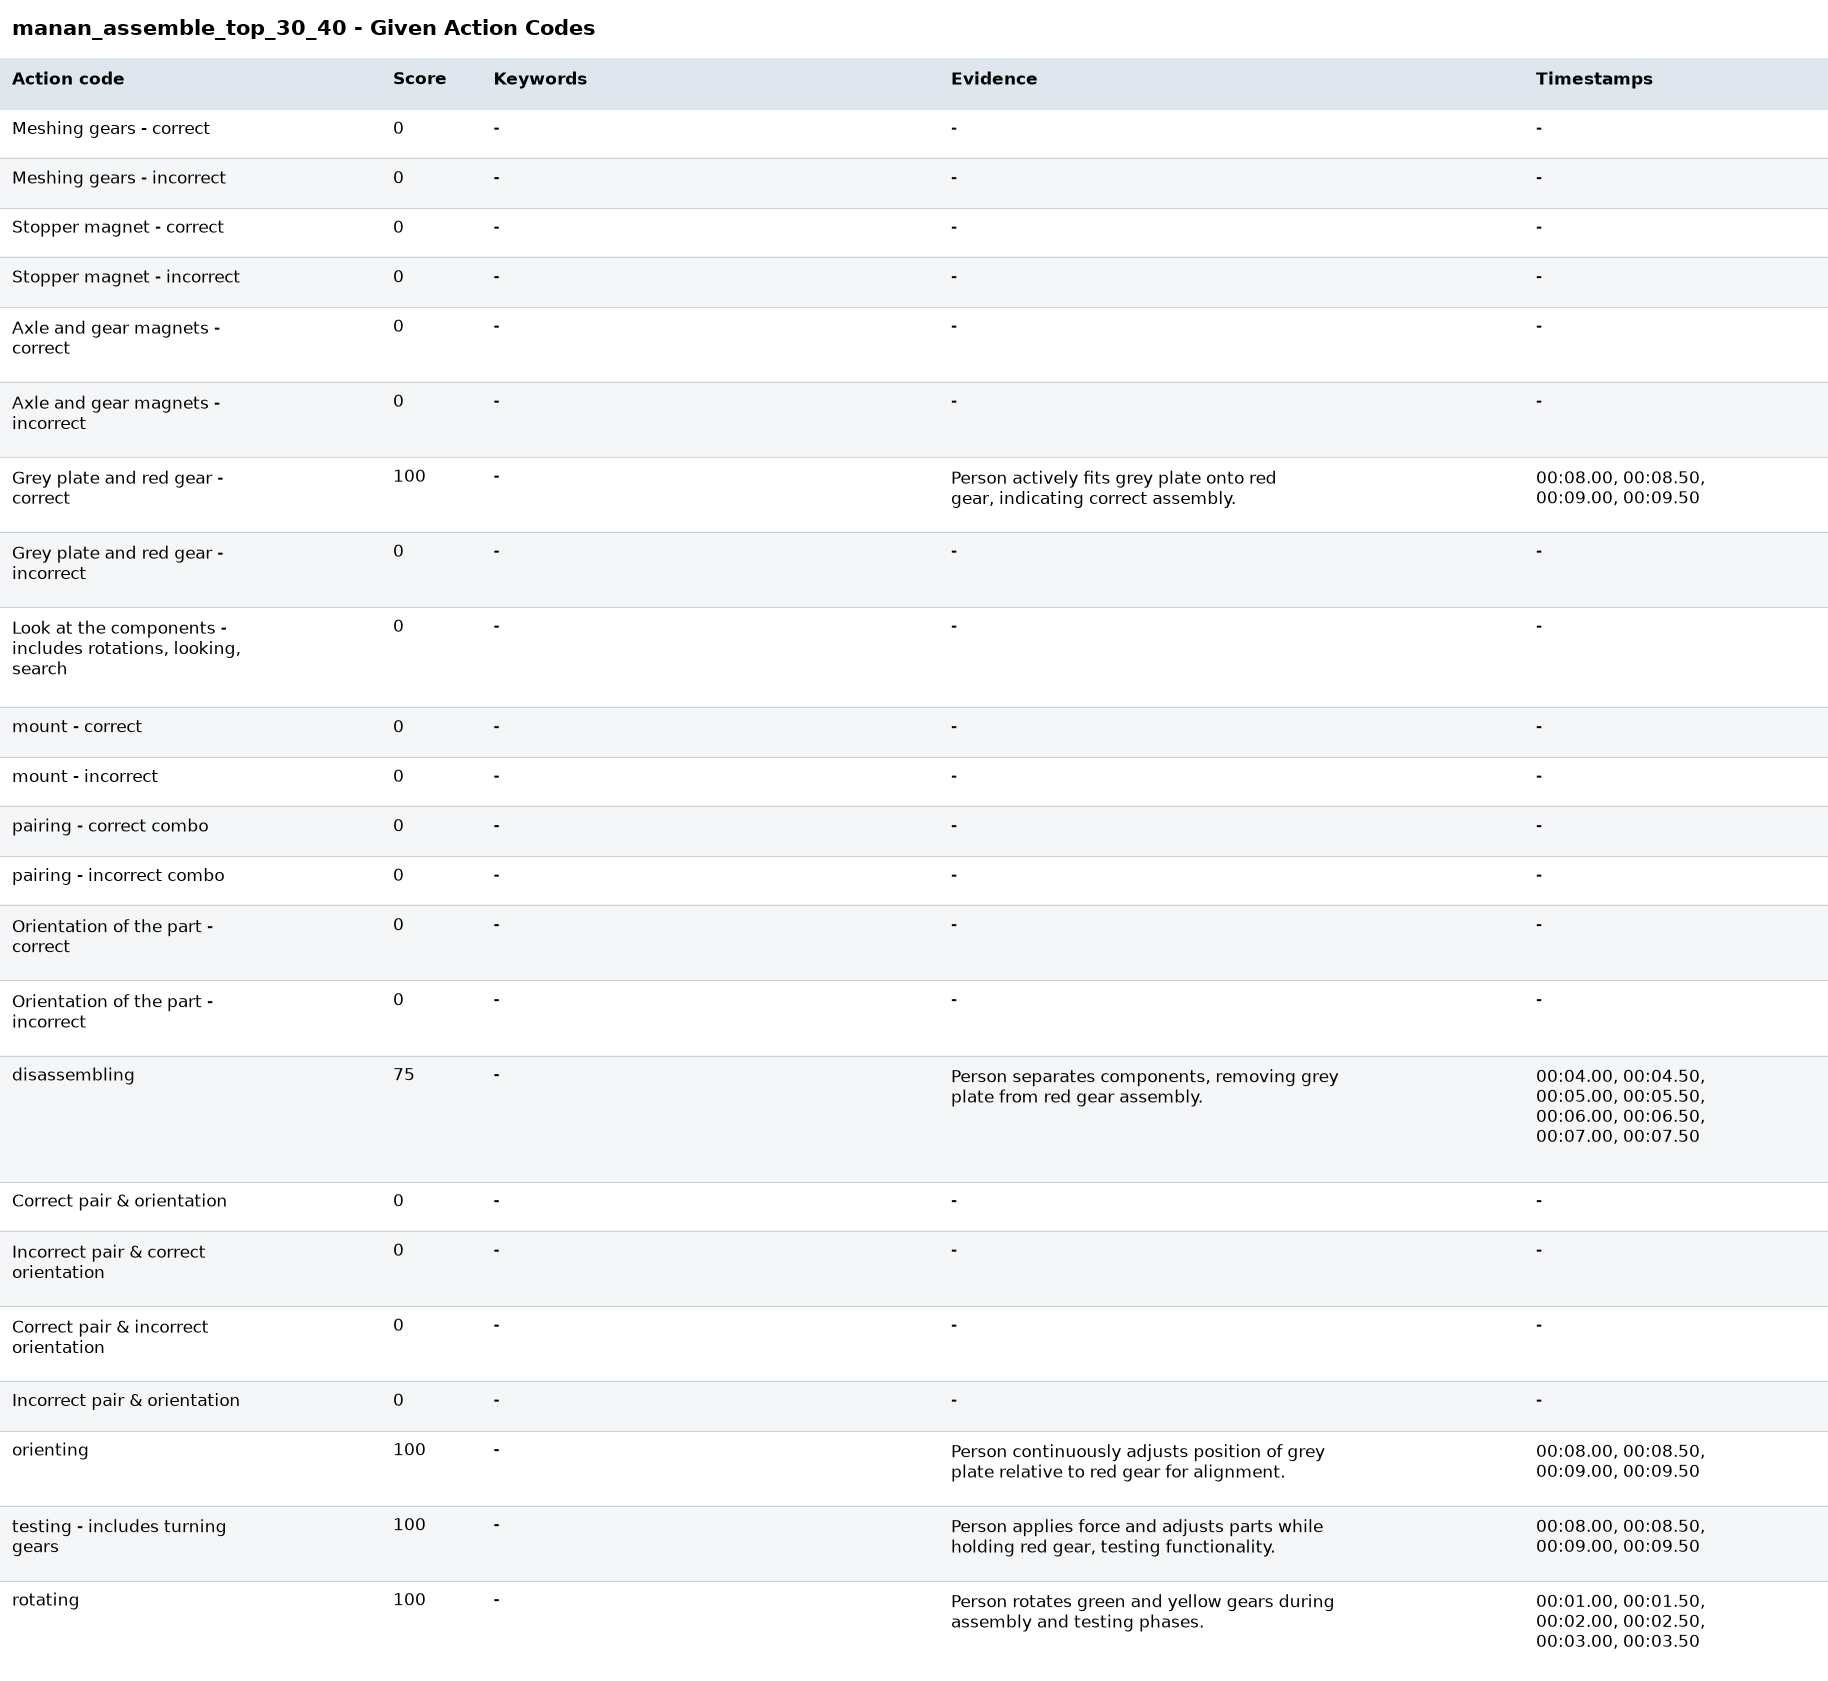 manan_assemble_top_30_40 - Given Action Codes
Action code Score Keywords Evidence Timestamps
Meshing gears - correct 0 - - -
Meshing gears - incorrect 0 - - -
Stopper magnet - correct 0 - - -
Stopper magnet - incorrect 0 - - -
Axle and gear magnets - 0 - - -
correct
Axle and gear magnets - 0 - - -
incorrect
Grey plate and red gear - 100 - Person actively fits grey plate onto red 00:08.00, 00:08.50,
correct gear, indicating correct assembly. 00:09.00, 00:09.50
Grey plate and red gear - 0 - - -
incorrect
Look at the components - 0 - - -
includes rotations, looking,
search
mount - correct 0 - - -
mount - incorrect 0 - - -
pairing - correct combo 0 - - -
pairing - incorrect combo 0 - - -
Orientation of the part - 0 - - -
correct
Orientation of the part - 0 - - -
incorrect
disassembling 75 - Person separates components, removing grey 00:04.00, 00:04.50,
plate from red gear assembly. 00:05.00, 00:05.50,
00:06.00, 00:06.50,
00:07.00, 00:07.50
Correct pair & orientation 0 - - -
Incorrect pair & correct 0 - - -
orientation
Correct pair & incorrect 0 - - -
orientation
Incorrect pair & orientation 0 - - -
orienting 100 - Person continuously adjusts position of grey 00:08.00, 00:08.50,
plate relative to red gear for alignment. 00:09.00, 00:09.50
testing - includes turning 100 - Person applies force and adjusts parts while 00:08.00, 00:08.50,
gears holding red gear, testing functionality. 00:09.00, 00:09.50
rotating 100 - Person rotates green and yellow gears during 00:01.00, 00:01.50,
assembly and testing phases. 00:02.00, 00:02.50,
00:03.00, 00:03.50